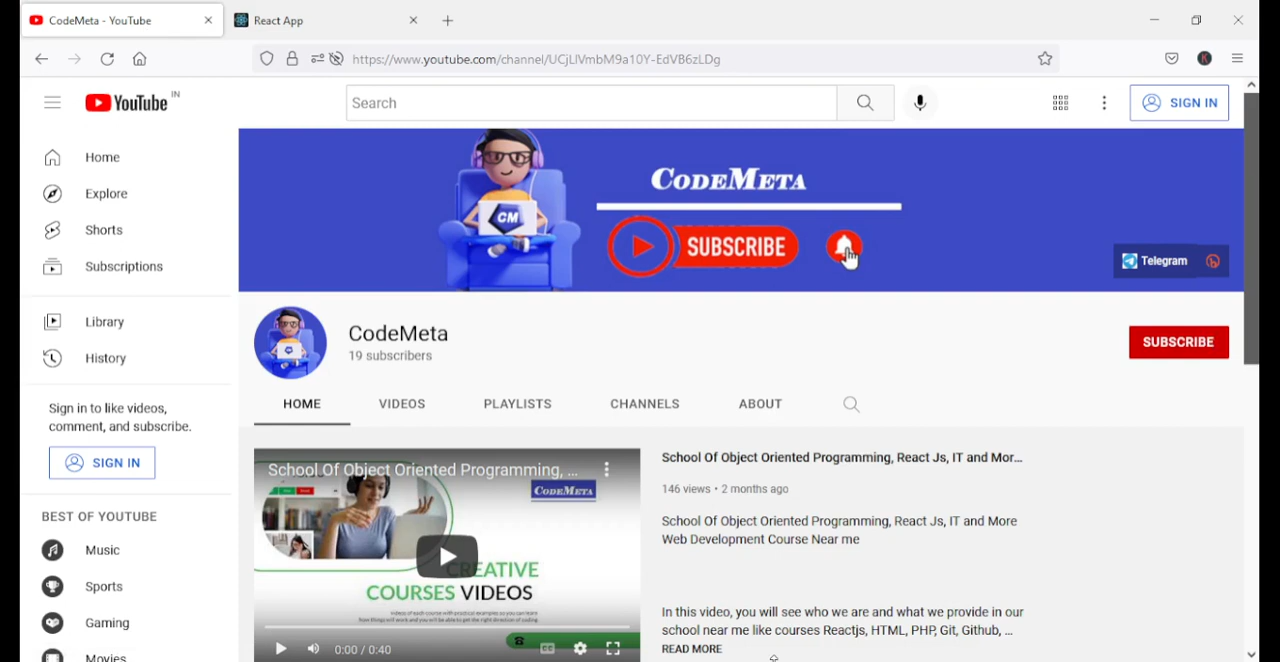 CodeMeta - YouTube
React App
https://www.youtube.com/channel/UCjLlVmbM9a10Y-EdVB6zLDg
YouTube IN
Search
SIGN IN
Home
Explore
Shorts
Subscriptions
Library
History
Sign in to like videos,
comment, and subscribe.
SIGN IN
BEST OF YOUTUBE
Music
Sports
Gaming
Movies
CODEMETA
CM
SUBSCRIBE
Telegram
CodeMeta
19 subscribers
SUBSCRIBE
HOME VIDEOS PLAYLISTS CHANNELS ABOUT
School Of Object Oriented Programming, ...
CODEMETA
CREATIVE
COURSES VIDEOS
0:00 / 0:40
School Of Object Oriented Programming, React Js, IT and Mor...
146 views • 2 months ago
School Of Object Oriented Programming, React Js, IT and More
Web Development Course Near me
In this video, you will see who we are and what we provide in our
school near me like courses Reactjs, HTML, PHP, Git, Github, ...
READ MORE